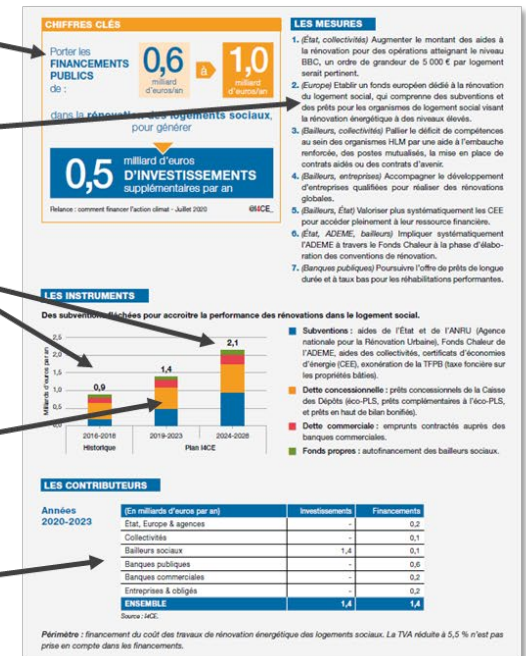 CHIFFRES CLÉS
Porter les
FINANCEMENTS
PUBLICS
de :
0,6
milliard
d'euros/an
à
1,0
milliard
d'euros/an
dans la rénovation des logements sociaux,
pour générer
0,5
milliard d'euros
D'INVESTISSEMENTS
supplémentaires par an
Relance : comment financer l'action climat - Juillet 2020
@I4CE_
LES MESURES
1. (État, collectivités) Augmenter le montant des aides à
la rénovation pour des opérations atteignant le niveau
BBC, un ordre de grandeur de 5 000 € par logement
serait pertinent.
2. (Europe) Etablir un fonds européen dédié à la rénovation
du logement social, qui comprenne des subventions et
des prêts pour les organismes de logement social visant
la rénovation énergétique à des niveaux élevés.
3. (Bailleurs, collectivités) Pallier le déficit de compétences
au sein des organismes HLM par une aide à l'embauche
renforcée, des postes mutualisés, la mise en place de
contrats aidés ou des contrats d'avenir.
4. (Bailleurs, entreprises) Accompagner le développement
d'entreprises qualifiées pour réaliser des rénovations
globales.
5. (Bailleurs, État) Valoriser plus systématiquement les CEE
pour accéder pleinement à leur ressource financière.
6. (État, ADEME, bailleurs) Impliquer systématiquement
l'ADEME à travers le Fonds Chaleur à la phase d'élabo-
ration des conventions de rénovation.
7. (Banques publiques) Poursuivre l'offre de prêts de longue
durée et à taux bas pour les réhabilitations performantes.
LES INSTRUMENTS
Des subventions fléchées pour accroitre la performance des rénovations dans le logement social.
Milliards d'euros par an
2,5
2,0
1,5
1,0
0,5
0,0
0,9
1,4
2,1
2016-2018
2019-2023
2024-2028
Historique
Plan I4CE
Subventions : aides de l'État et de l'ANRU (Agence
nationale pour la Rénovation Urbaine), Fonds Chaleur de
l'ADEME, aides des collectivités, certificats d'économies
d'énergie (CEE), exonération de la TFPB (taxe foncière sur
les propriétés bâties).
Dette concessionnelle : prêts concessionnels de la Caisse
des Dépôts (éco-PLS, prêts complémentaires à l'éco-PLS,
et prêts en haut de bilan bonifiés).
Dette commerciale : emprunts contractés auprès des
banques commerciales.
Fonds propres : autofinancement des bailleurs sociaux.
LES CONTRIBUTEURS
Années
2020-2023
(En milliards d'euros par an) Investissements Financements
État, Europe & agences - 0,2
Collectivités - 0,1
Bailleurs sociaux 1,4 0,1
Banques publiques - 0,6
Banques commerciales - 0,2
Entreprises & obligés - 0,2
ENSEMBLE 1,4 1,4
Source : I4CE.
Périmètre : financement du coût des travaux de rénovation énergétique des logements sociaux. La TVA réduite à 5,5 % n'est pas
prise en compte dans les financements.